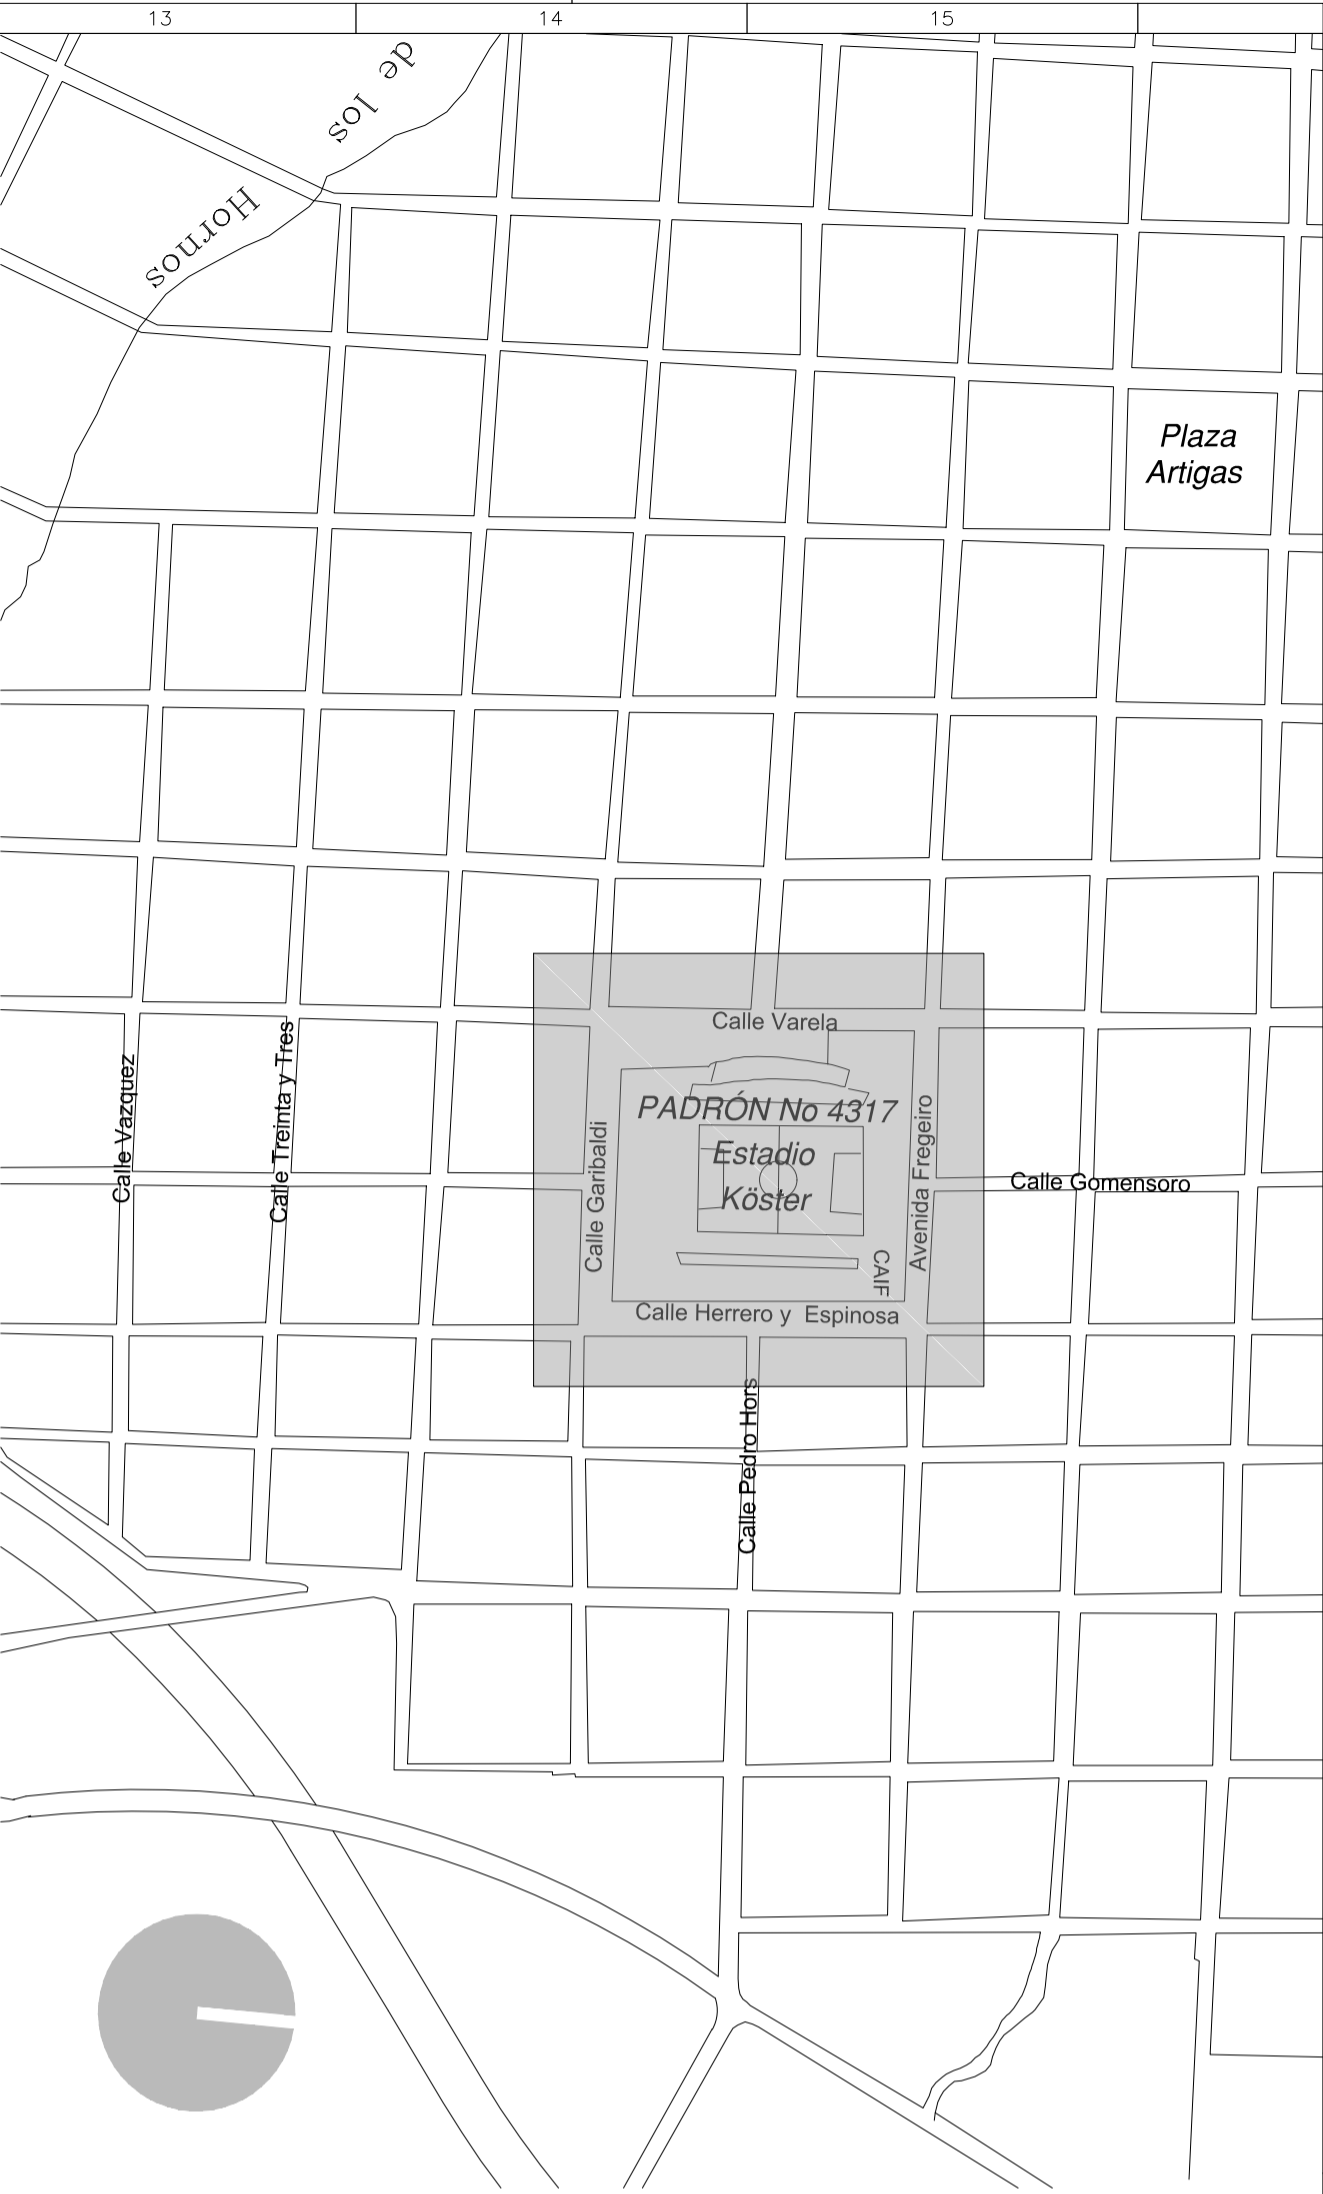 13
14
15
de los
Hornos
Plaza
Artigas
Calle Varela
PADRÓN No 4317
Estadio
Köster
Calle Vazquez
Calle Treinta y Tres
Calle Garibaldi
Avenida Fregeiro
Calle Gomensoro
CAIF
Calle Herrero y Espinosa
Calle Pedro Hors